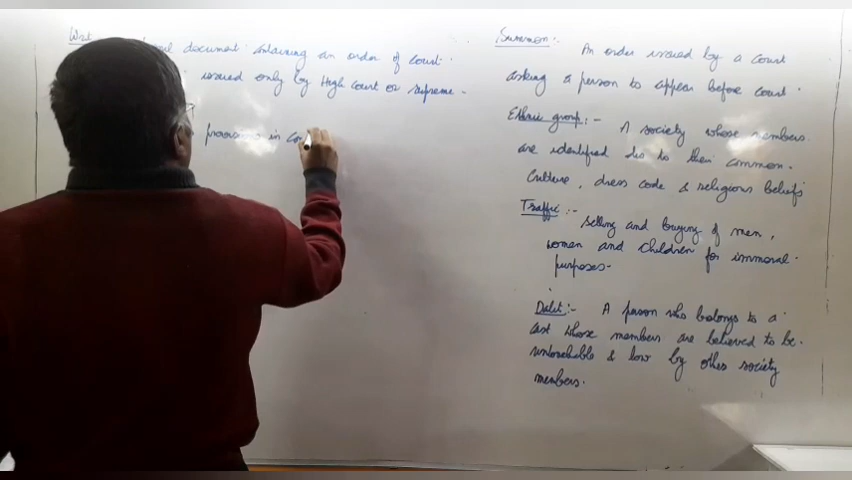 Writ
document: containing an order of court.
issued only by High Court or supreme -
provisions in con
Summon:-
An order issued by a court
asking a person to appear before court.
Ethnic group:-
A society whose members.
are identified due to their common.
Culture, dress code & religious beliefs
Traffic:-
selling and buying of men,
women and children for immoral.
purposes-
Dalit:- A person who belongs to a.
cast whose members are believed to be.
untouchable & low by other society
members.